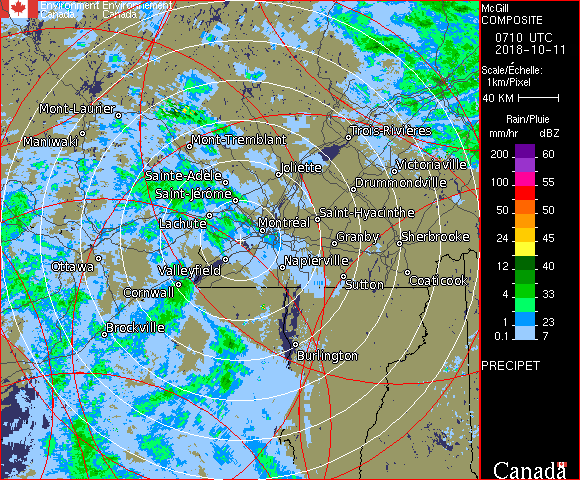 Environment Environnement
Canada Canada
McGill
COMPOSITE
0710 UTC
2018-10-11
Scale/Échelle:
1km/Pixel
40 KM
Rain/Pluie
mm/hr dBZ
200 60
100 55
50 50
24 45
12 40
4 33
1 23
0.1 7
PRECIPET
Canada
Mont-Laurier
Maniwaki
Mont-Tremblant
Trois-Rivières
Joliette
Victoriaville
Sainte-Adèle
Drummondville
Saint-Jérôme
Lachute
Saint-Hyacinthe
Montréal
Granby
Sherbrooke
Ottawa
Valleyfield
Napierville
Cornwall
Sutton
Coaticook
Brockville
Burlington